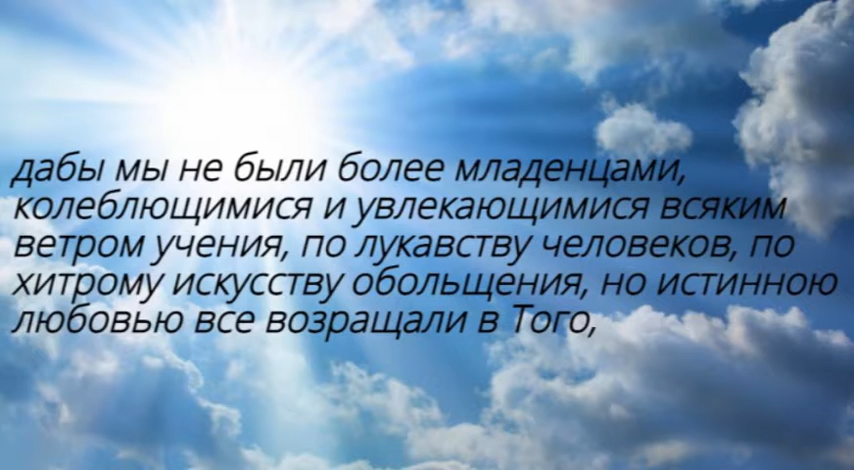 дабы мы не были более младенцами,
колеблющимися и увлекающимися всяким
ветром учения, по лукавству человеков, по
хитрому искусству обольщения, но истинною
любовью все возращали в Того,